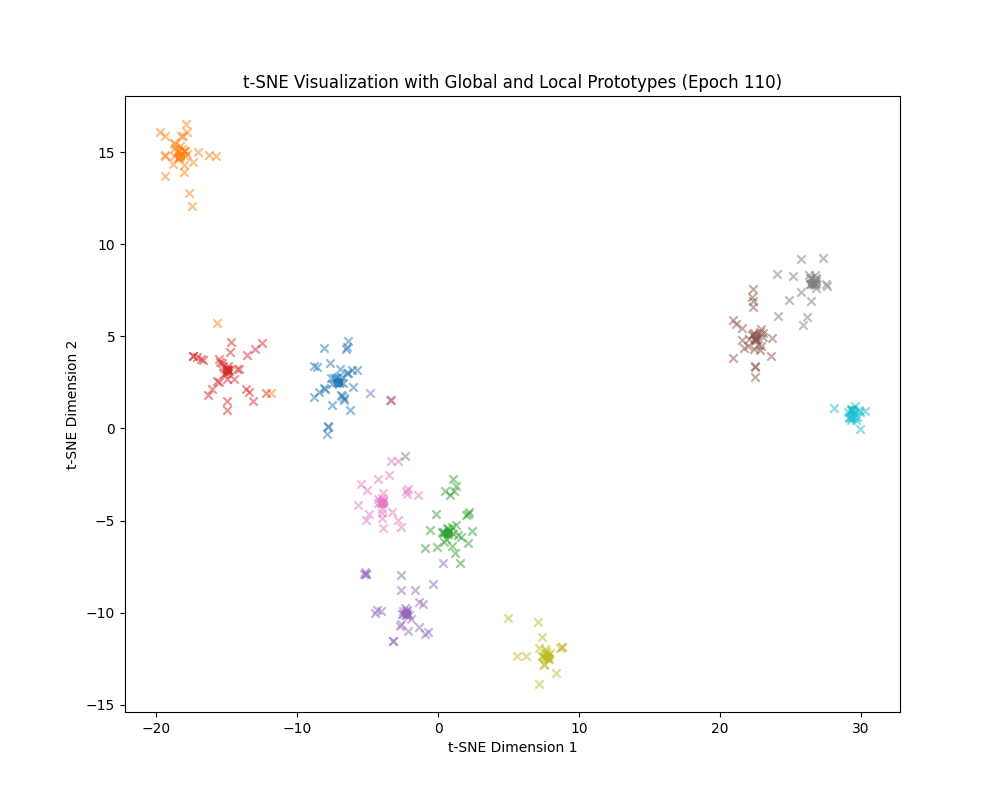 t-SNE Visualization with Global and Local Prototypes (Epoch 110)
15
10
5
0
−5
−10
−15
t-SNE Dimension 2
−20 −10 0 10 20 30
t-SNE Dimension 1